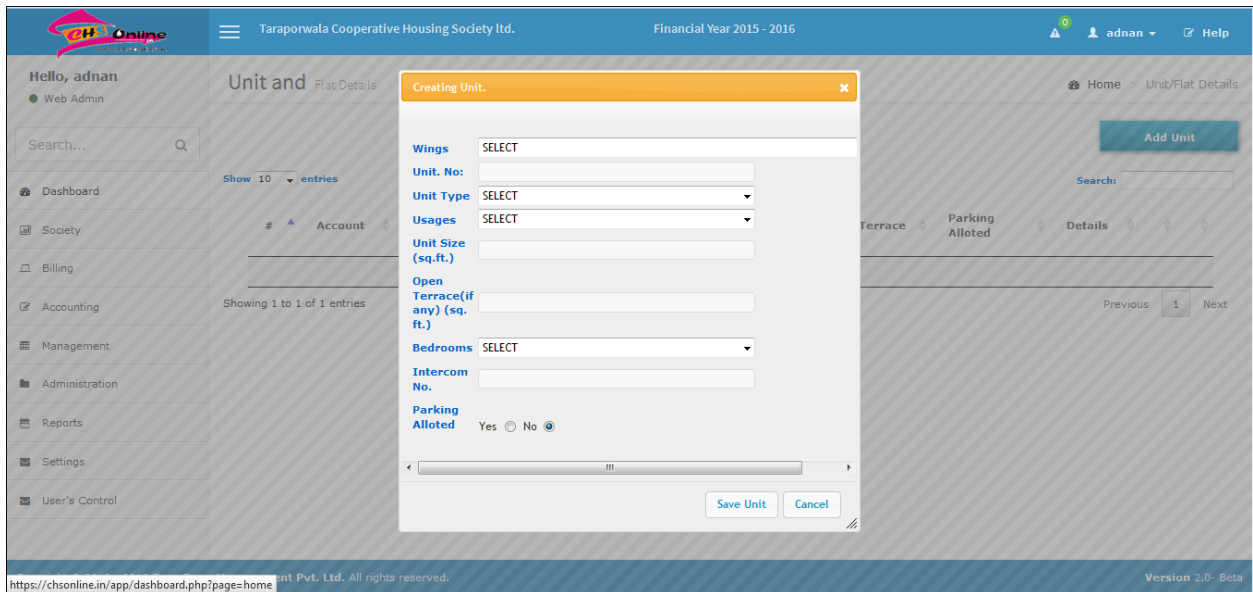 CHS Online
Taraporwala Cooperative Housing Society ltd.
Financial Year 2015 - 2016
0
adnan
Help
Hello, adnan
Web Admin
Unit and Flat Details
Home > Unit/Flat Details
Search...
Add Unit
Show 10 entries
Search:
Dashboard
Society
Billing
Accounting
Management
Administration
Reports
Settings
User's Control
# Account
Terrace
Parking
Alloted
Details
Showing 1 to 1 of 1 entries
Previous 1 Next
Creating Unit.
Wings SELECT
Unit. No:
Unit Type SELECT
Usages SELECT
Unit Size
(sq.ft.)
Open
Terrace(if
any) (sq.
ft.)
Bedrooms SELECT
Intercom
No.
Parking
Alloted Yes No
Save Unit Cancel
ent Pvt. Ltd. All rights reserved.
Version 2.0- Beta
https://chsonline.in/app/dashboard.php?page=home